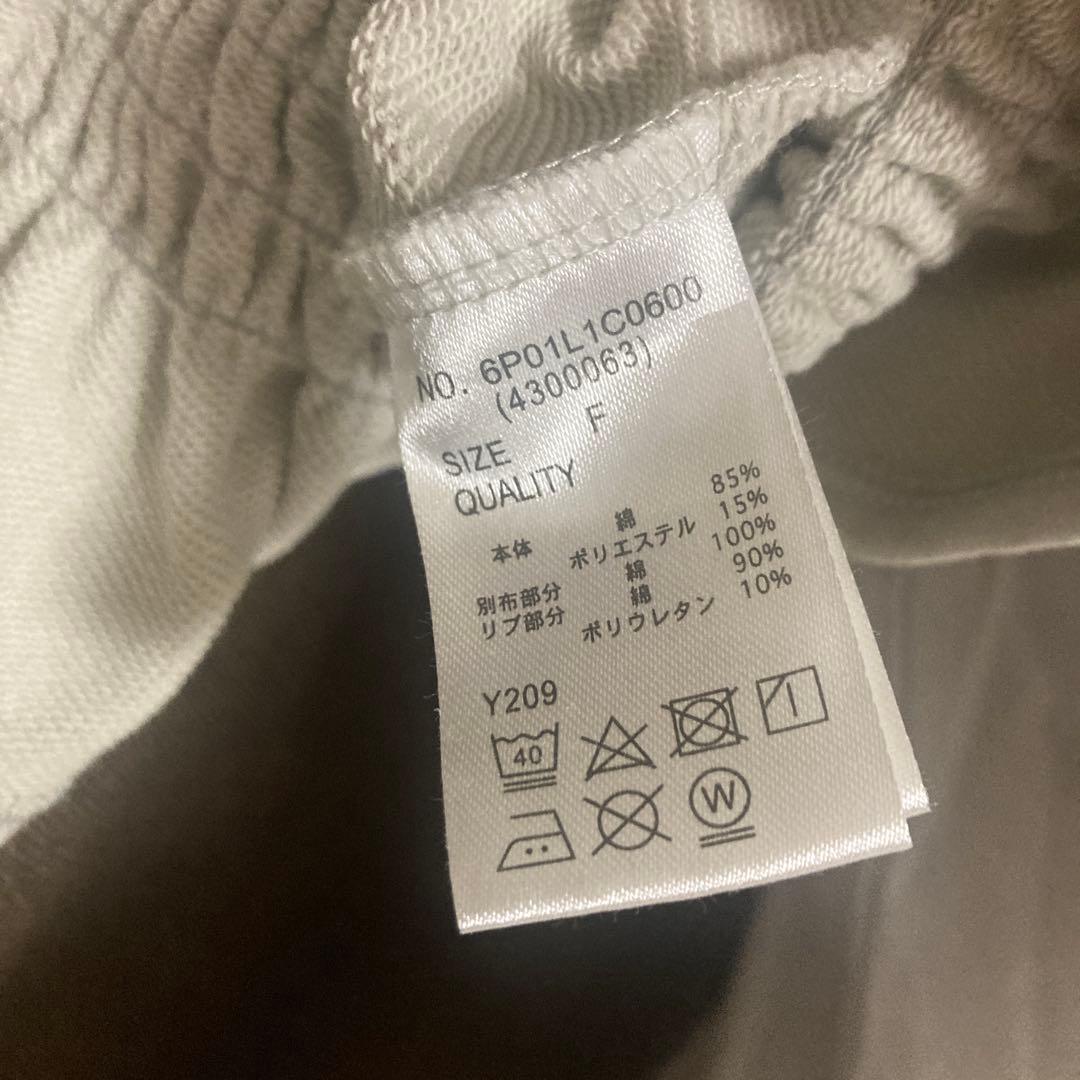 NO. 6P01L1C0600
(4300063)
SIZE F
QUALITY
本体 綿 85%
ポリエステル 15%
別布部分 綿 100%
リブ部分 綿 90%
ポリウレタン 10%
Y209
40
W